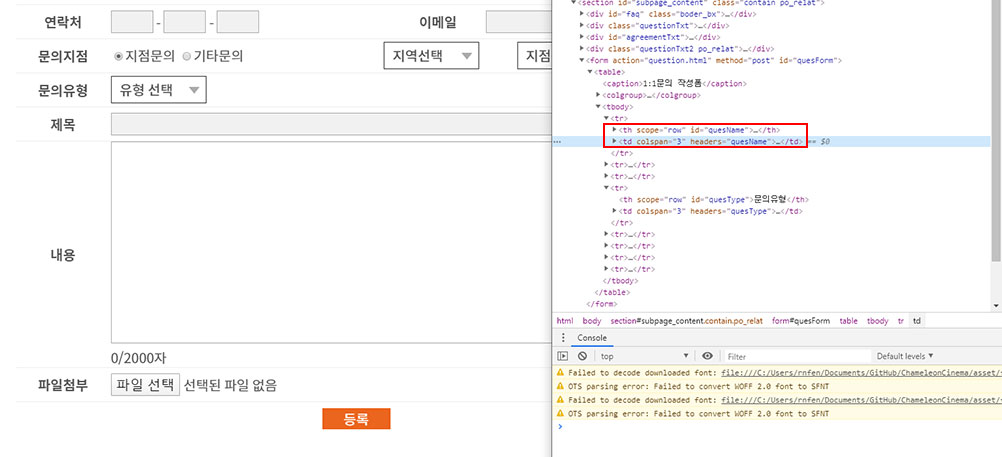 연락처 - - 이메일
문의지점 지점문의 기타문의 지역선택 지점
문의유형 유형 선택
제목
내용
0/2000자
파일첨부 파일 선택 선택된 파일 없음
등록
<section id="subpage_content" class="contain po_relat">
<div id="faq" class="boder_bx">…</div>
<div class="questionTxt">…</div>
<div id="agreementTxt">…</div>
<div class="questionTxt2 po_relat">…</div>
<form action="question.html" method="post" id="quesForm">
<table>
<caption>1:1문의 작성폼</caption>
<colgroup>…</colgroup>
<tbody>
<tr>
<th scope="row" id="quesName">…</th>
… <td colspan="3" headers="quesName">…</td> == $0
</tr>
<tr>…</tr>
<tr>…</tr>
<tr>
<th scope="row" id="quesType">문의유형</th>
<td colspan="3" headers="quesType">…</td>
</tr>
<tr>…</tr>
<tr>…</tr>
<tr>…</tr>
<tr>…</tr>
</tbody>
</table>
</form>
html body section#subpage_content.contain.po_relat form#quesForm table tbody tr td
Console
top Filter Default levels
Failed to decode downloaded font: file:///C:/Users/rnfen/Documents/GitHub/ChameleonCinema/asset/
OTS parsing error: Failed to convert WOFF 2.0 font to SFNT
Failed to decode downloaded font: file:///C:/Users/rnfen/Documents/GitHub/ChameleonCinema/asset/
OTS parsing error: Failed to convert WOFF 2.0 font to SFNT